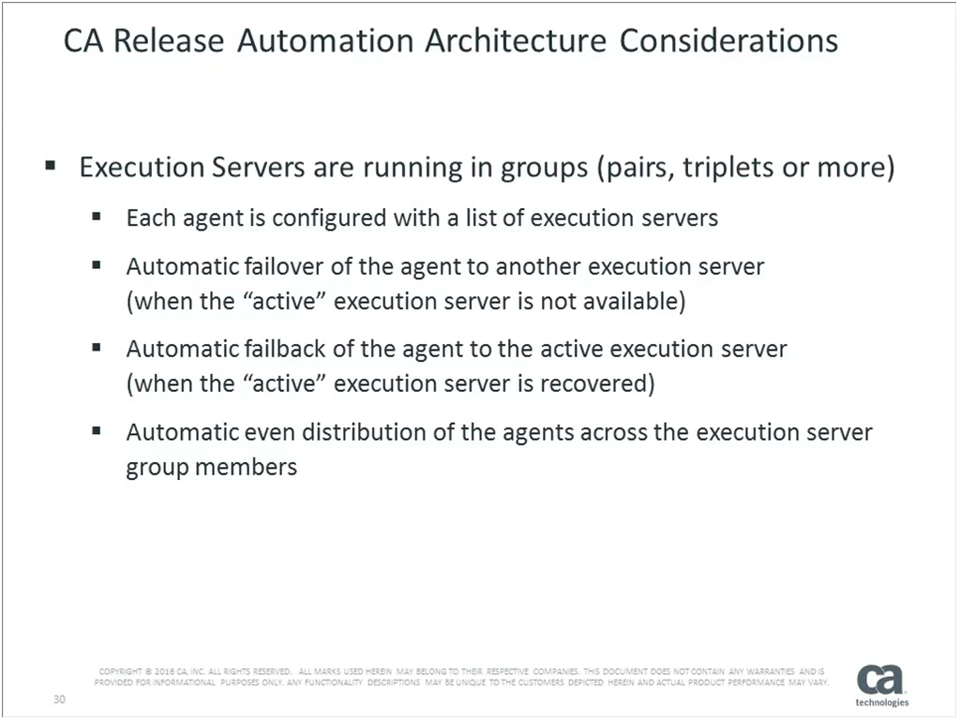 CA Release Automation Architecture Considerations
▪ Execution Servers are running in groups (pairs, triplets or more)
▪ Each agent is configured with a list of execution servers
▪ Automatic failover of the agent to another execution server
(when the “active” execution server is not available)
▪ Automatic failback of the agent to the active execution server
(when the “active” execution server is recovered)
▪ Automatic even distribution of the agents across the execution server
group members
COPYRIGHT © 2016 CA, INC. ALL RIGHTS RESERVED. ALL MARKS USED HEREIN MAY BELONG TO THEIR RESPECTIVE COMPANIES. THIS DOCUMENT DOES NOT CONTAIN ANY WARRANTIES AND IS
PROVIDED FOR INFORMATIONAL PURPOSES ONLY. ANY FUNCTIONALITY DESCRIPTIONS MAY BE UNIQUE TO THE CUSTOMERS DEPICTED HEREIN AND ACTUAL PRODUCT PERFORMANCE MAY VARY.
30
ca
technologies